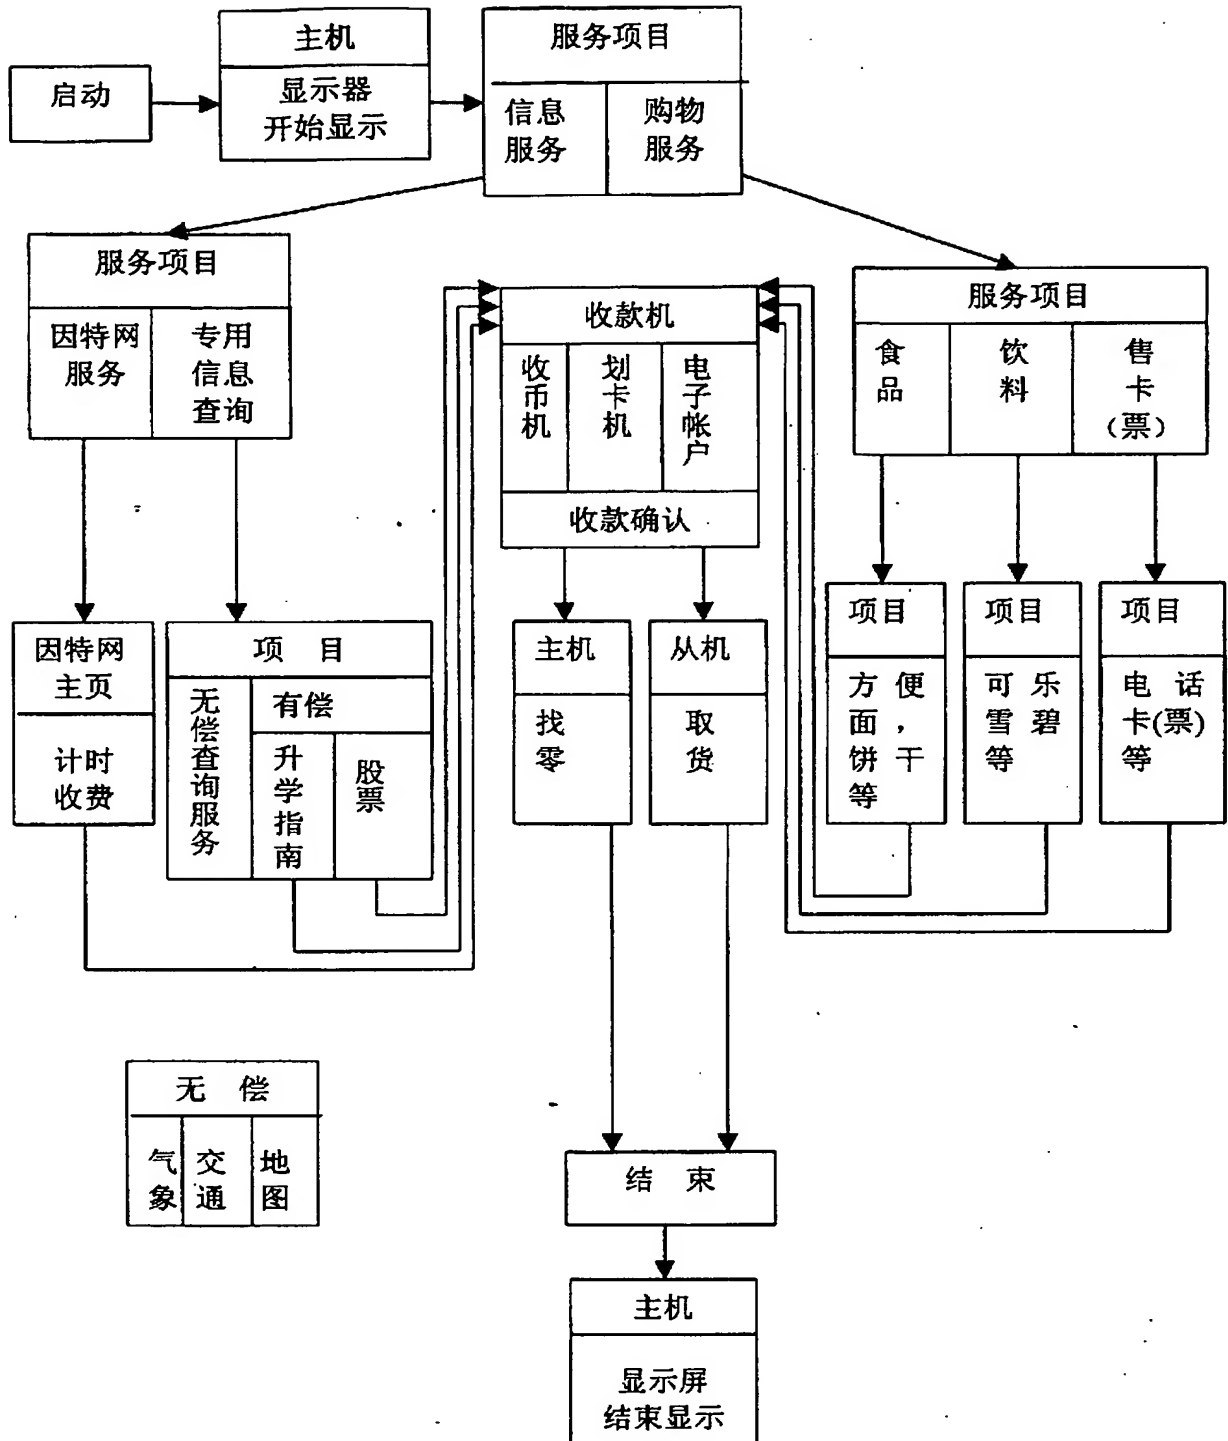 启动
主机
显示器
开始显示
服务项目
信息
服务
购物
服务
服务项目
因特网
服务
专用
信息
查询
收款机
收币机
划卡机
电子帐户
收款确认
服务项目
食品
饮料
售
卡
（票）
因特网
主页
计时
收费
项 目
无偿查询服务
有偿
升学指南
股票
主机
找零
从机
取货
项目
方 便
面 ，
饼 干
等
项目
可 乐
雪 碧
等
项目
电 话
卡(票)
等
无 偿
气象
交通
地图
结 束
主机
显示屏
结束显示